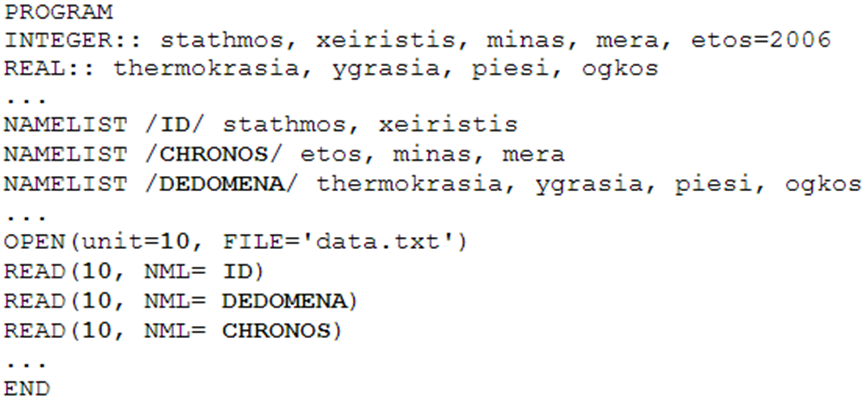 PROGRAM
INTEGER:: stathmos, xeiristis, minas, mera, etos=2006
REAL:: thermokrasia, ygrasia, piesi, ogkos
...
NAMELIST /ID/ stathmos, xeiristis
NAMELIST /CHRONOS/ etos, minas, mera
NAMELIST /DEDOMENA/ thermokrasia, ygrasia, piesi, ogkos
...
OPEN(unit=10, FILE='data.txt')
READ(10, NML= ID)
READ(10, NML= DEDOMENA)
READ(10, NML= CHRONOS)
...
END